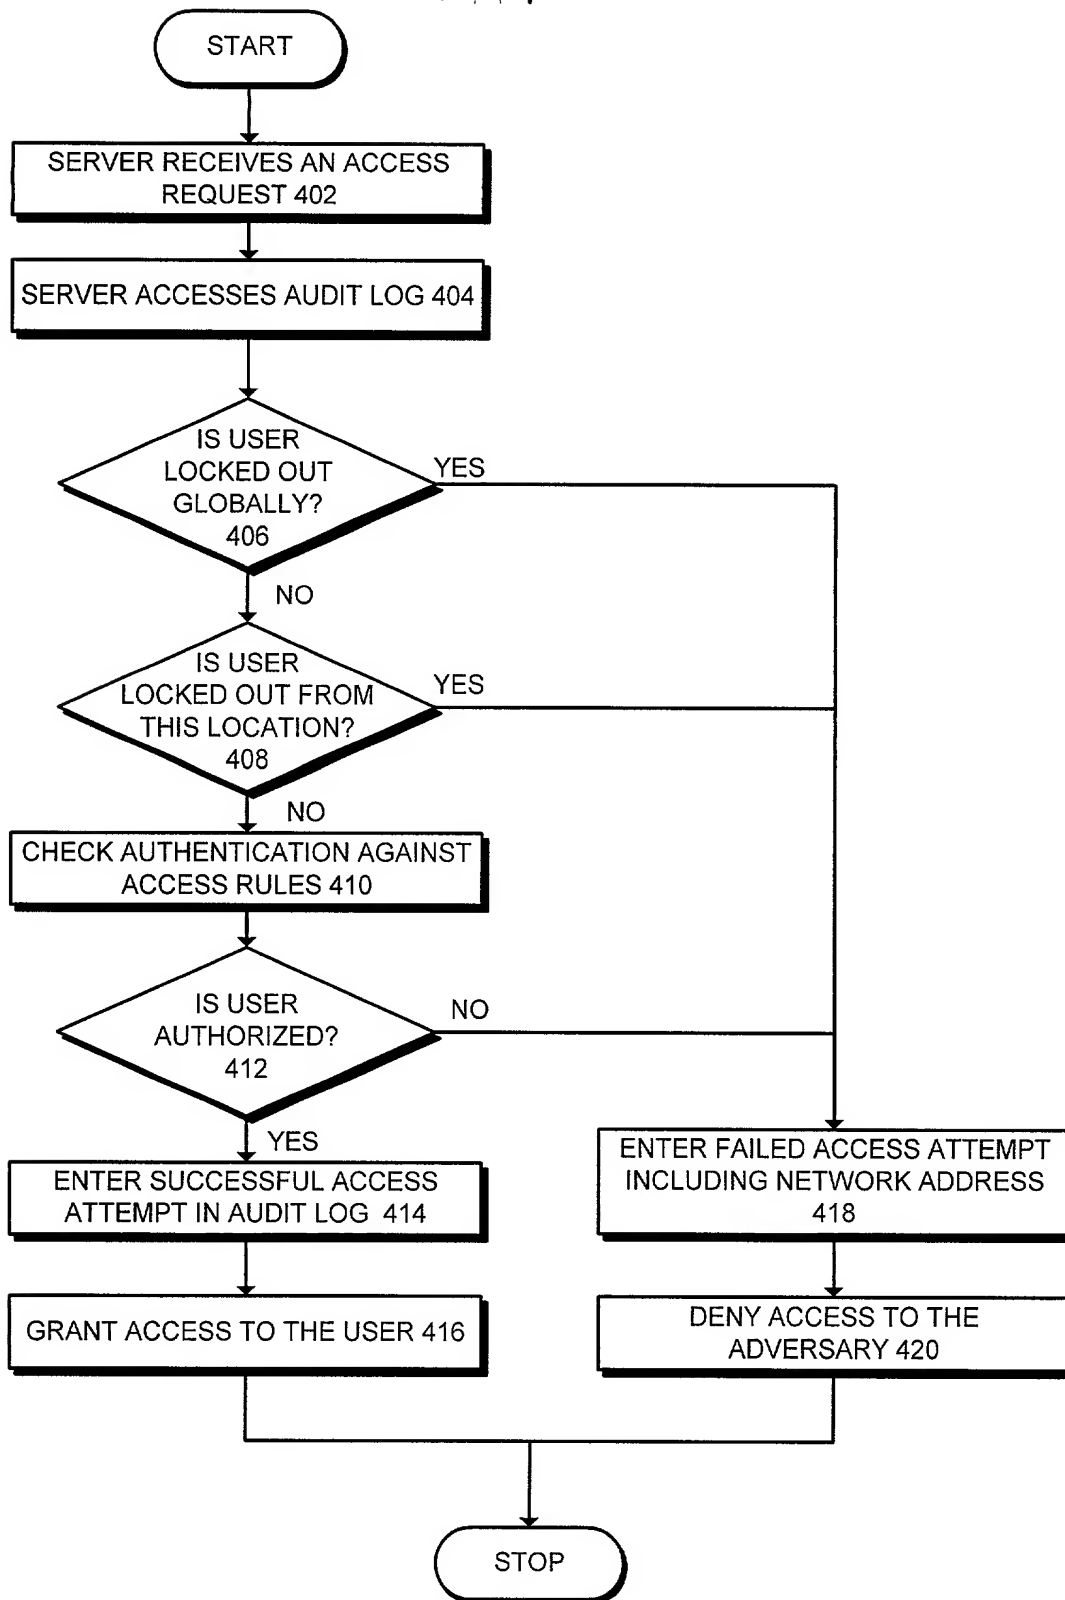 START
SERVER RECEIVES AN ACCESS
REQUEST 402
SERVER ACCESSES AUDIT LOG 404
IS USER
LOCKED OUT
GLOBALLY?
406
YES
NO
IS USER
LOCKED OUT FROM
THIS LOCATION?
408
YES
NO
CHECK AUTHENTICATION AGAINST
ACCESS RULES 410
IS USER
AUTHORIZED?
412
NO
YES
ENTER SUCCESSFUL ACCESS
ATTEMPT IN AUDIT LOG 414
ENTER FAILED ACCESS ATTEMPT
INCLUDING NETWORK ADDRESS
418
GRANT ACCESS TO THE USER 416
DENY ACCESS TO THE
ADVERSARY 420
STOP